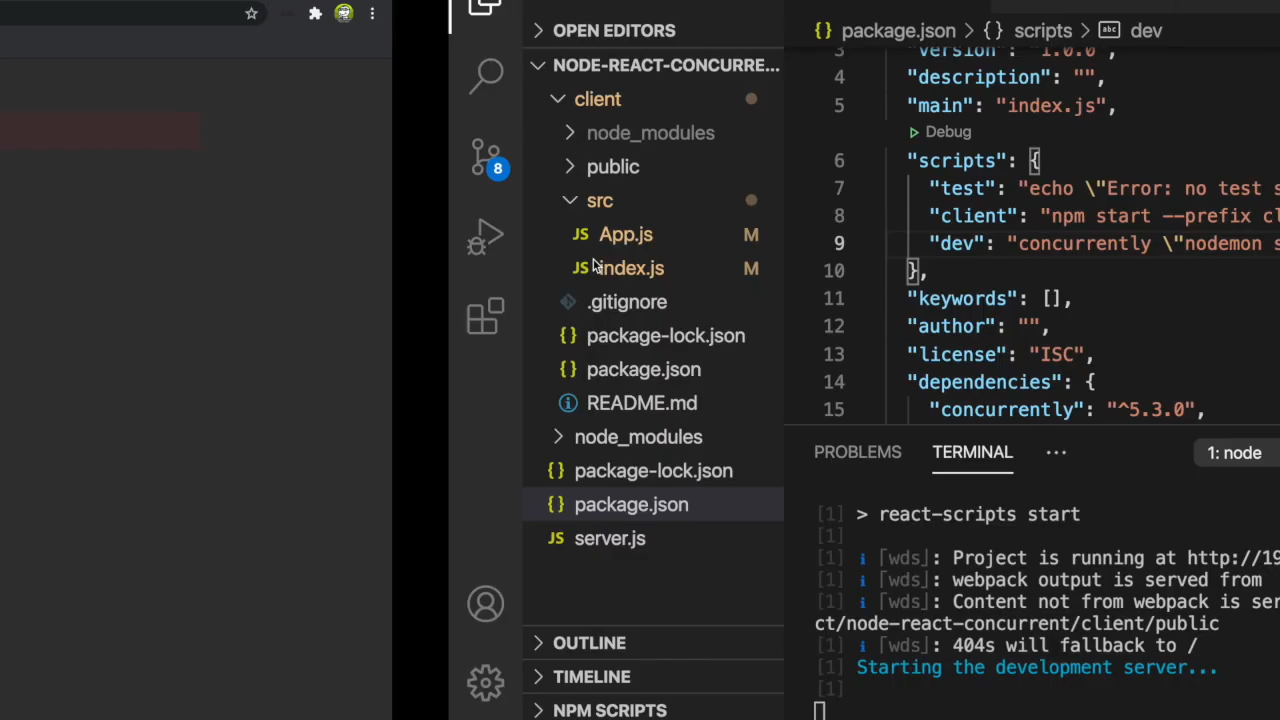 OPEN EDITORS
NODE-REACT-CONCURRE...
client
node_modules
public
src
App.js M
index.js M
.gitignore
package-lock.json
package.json
README.md
node_modules
package-lock.json
package.json
server.js
OUTLINE
TIMELINE
NPM SCRIPTS
8
{} package.json > {} scripts > abc dev
3 "version": "1.0.0",
4 "description": "",
5 "main": "index.js",
Debug
6 "scripts": {
7 "test": "echo \"Error: no test s
8 "client": "npm start --prefix cl
9 "dev": "concurrently \"nodemon s
10 },
11 "keywords": [],
12 "author": "",
13 "license": "ISC",
14 "dependencies": {
15 "concurrently": "^5.3.0",
PROBLEMS TERMINAL ... 1: node
[1] > react-scripts start
[1]
[1] ℹ ｢wds｣: Project is running at http://19
[1] ℹ ｢wds｣: webpack output is served from
[1] ℹ ｢wds｣: Content not from webpack is ser
ct/node-react-concurrent/client/public
[1] ℹ ｢wds｣: 404s will fallback to /
[1] Starting the development server...
[1]